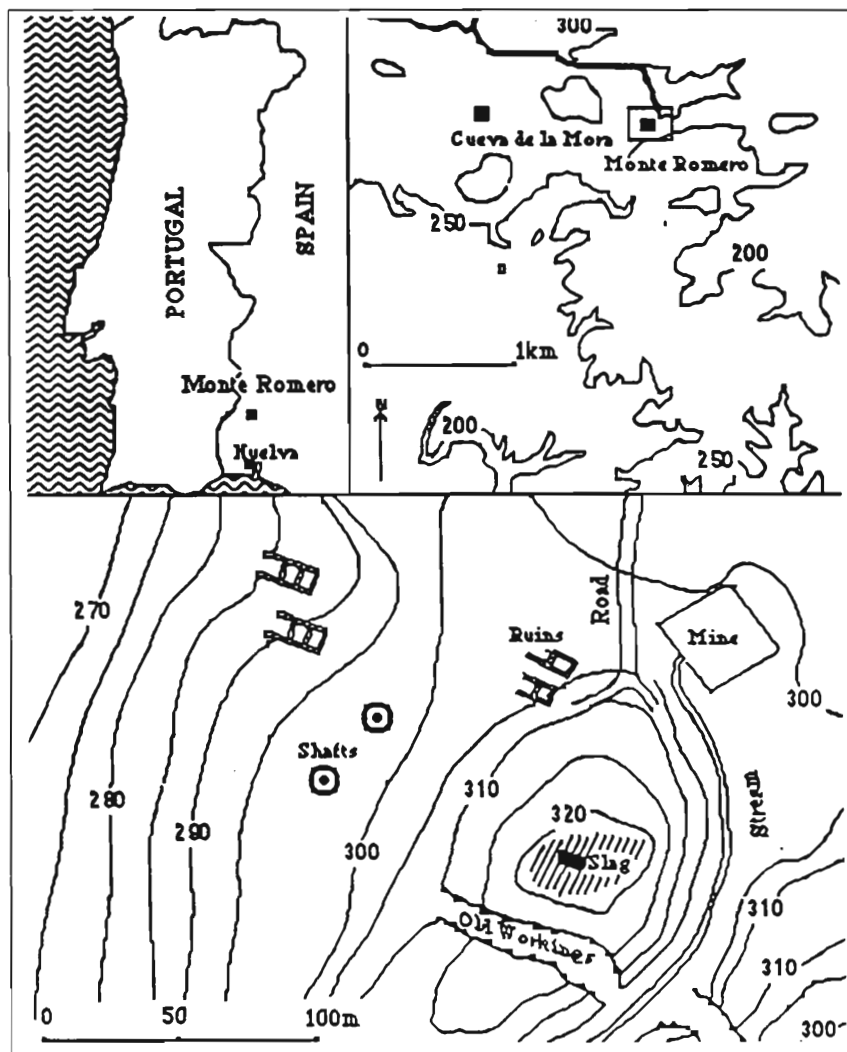 PORTUGAL
SPAIN
Monte Romero
Huelva
300
Cueva de la Mora
Monte Romero
250
200
0 1km
N
200
250
270
280
290
300
Shafts
Ruins
Road
Mine
300
310
320
Slag
Stream
Old Workings
310
310
300
0 50 100m